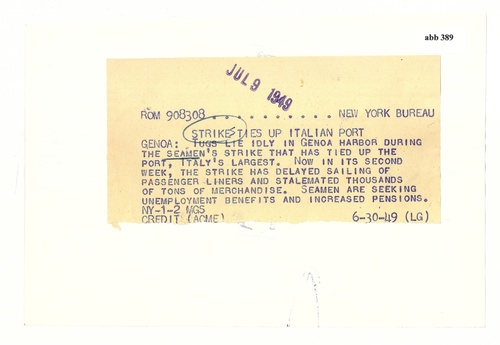 abb 389
JUL 9 1949
ROM 908308..........NEW YORK BUREAU
STRIKE TIES UP ITALIAN PORT
GENOA: TUGS LIE IDLY IN GENOA HARBOR DURING
THE SEAMEN'S STRIKE THAT HAS TIED UP THE
PORT, ITALY'S LARGEST. NOW IN ITS SECOND
WEEK, THE STRIKE HAS DELAYED SAILING OF
PASSENGER LINERS AND STALEMATED THOUSANDS
OF TONS OF MERCHANDISE. SEAMEN ARE SEEKING
UNEMPLOYMENT BENEFITS AND INCREASED PENSIONS.
NY-1-2 MGS
CREDIT (ACME) 6-30-49 (LG)